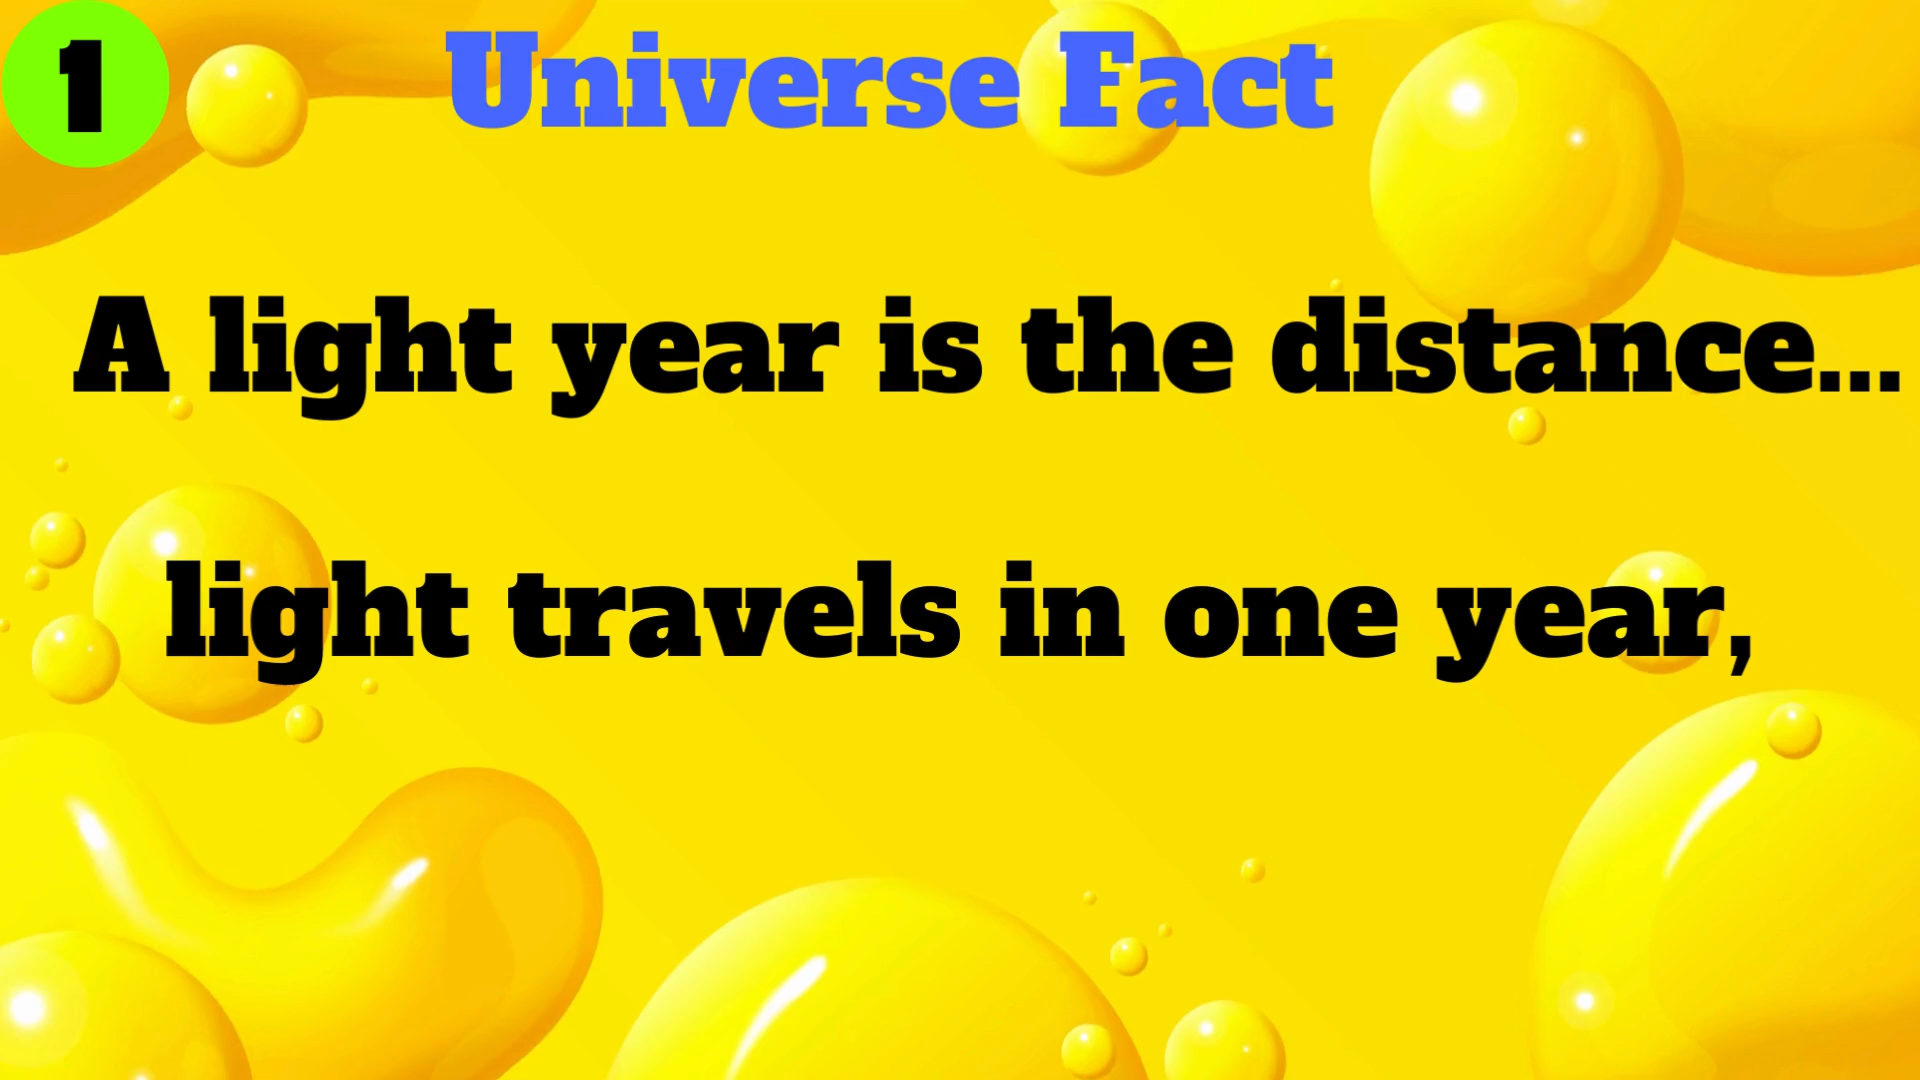 1
Universe Fact
A light year is the distance...
light travels in one year,